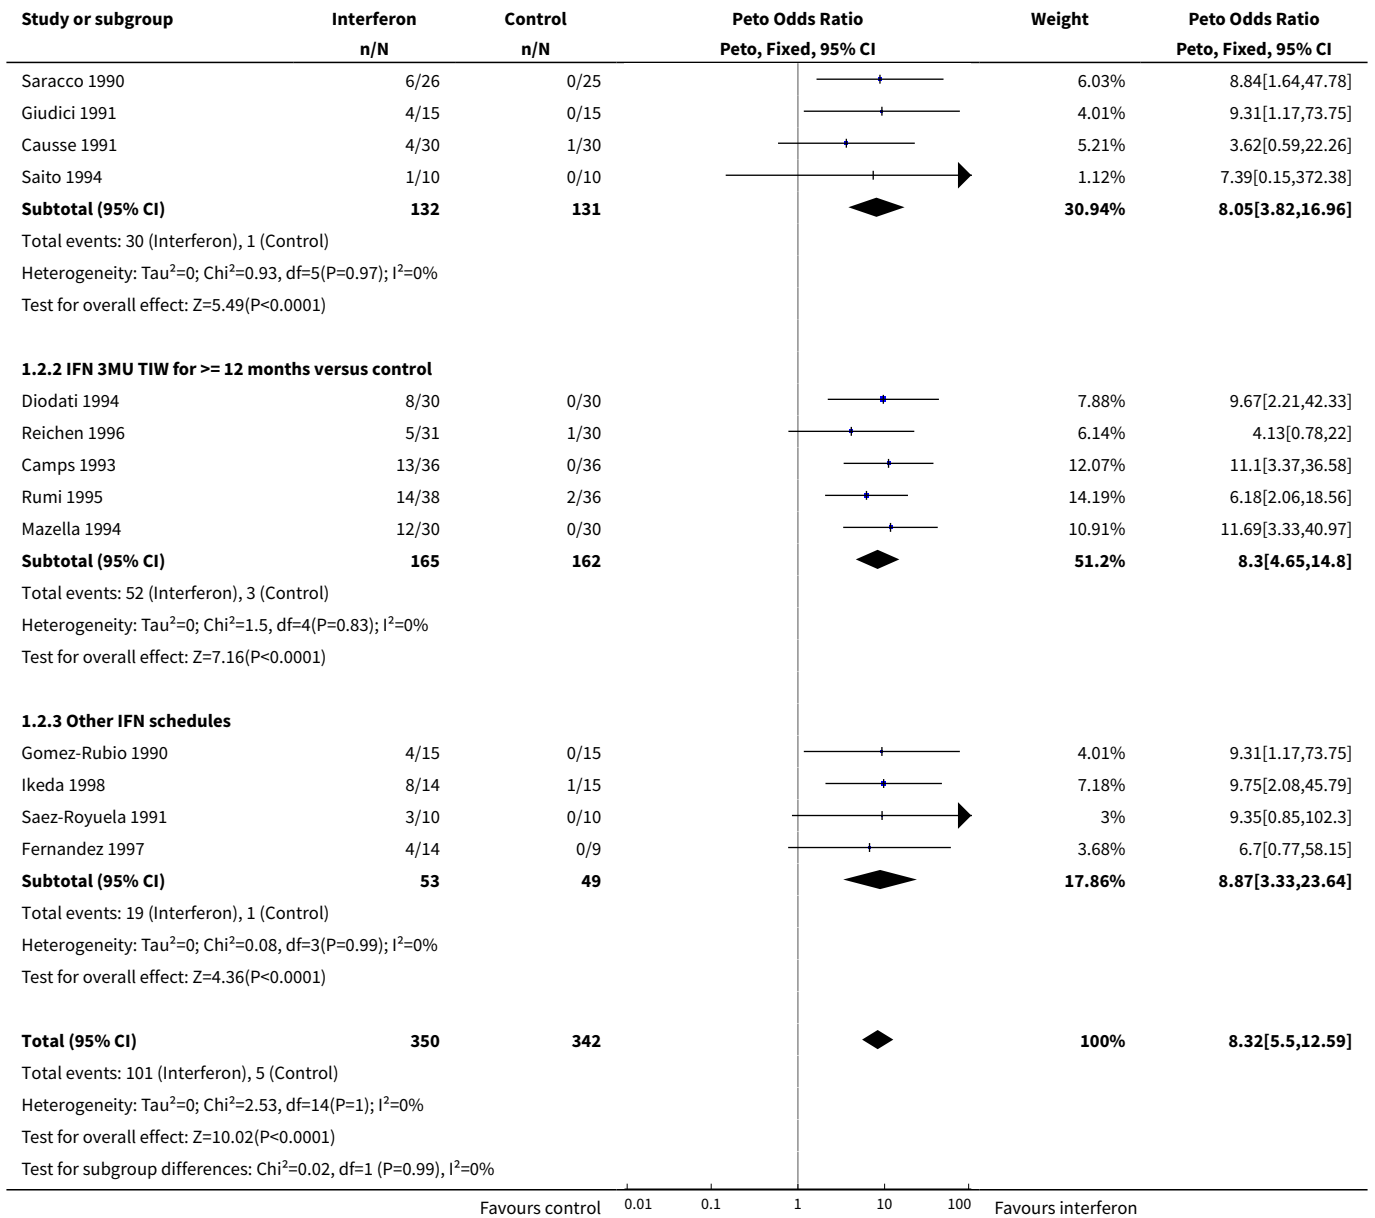 Study or subgroup Interferon Control Peto Odds Ratio Weight Peto Odds Ratio
n/N n/N Peto, Fixed, 95% CI Peto, Fixed, 95% CI
Saracco 1990 6/26 0/25 6.03% 8.84[1.64,47.78]
Giudici 1991 4/15 0/15 4.01% 9.31[1.17,73.75]
Causse 1991 4/30 1/30 5.21% 3.62[0.59,22.26]
Saito 1994 1/10 0/10 1.12% 7.39[0.15,372.38]
Subtotal (95% CI) 132 131 30.94% 8.05[3.82,16.96]
Total events: 30 (Interferon), 1 (Control)
Heterogeneity: Tau²=0; Chi²=0.93, df=5(P=0.97); I²=0%
Test for overall effect: Z=5.49(P<0.0001)
1.2.2 IFN 3MU TIW for >= 12 months versus control
Diodati 1994 8/30 0/30 7.88% 9.67[2.21,42.33]
Reichen 1996 5/31 1/30 6.14% 4.13[0.78,22]
Camps 1993 13/36 0/36 12.07% 11.1[3.37,36.58]
Rumi 1995 14/38 2/36 14.19% 6.18[2.06,18.56]
Mazella 1994 12/30 0/30 10.91% 11.69[3.33,40.97]
Subtotal (95% CI) 165 162 51.2% 8.3[4.65,14.8]
Total events: 52 (Interferon), 3 (Control)
Heterogeneity: Tau²=0; Chi²=1.5, df=4(P=0.83); I²=0%
Test for overall effect: Z=7.16(P<0.0001)
1.2.3 Other IFN schedules
Gomez-Rubio 1990 4/15 0/15 4.01% 9.31[1.17,73.75]
Ikeda 1998 8/14 1/15 7.18% 9.75[2.08,45.79]
Saez-Royuela 1991 3/10 0/10 3% 9.35[0.85,102.3]
Fernandez 1997 4/14 0/9 3.68% 6.7[0.77,58.15]
Subtotal (95% CI) 53 49 17.86% 8.87[3.33,23.64]
Total events: 19 (Interferon), 1 (Control)
Heterogeneity: Tau²=0; Chi²=0.08, df=3(P=0.99); I²=0%
Test for overall effect: Z=4.36(P<0.0001)
Total (95% CI) 350 342 100% 8.32[5.5,12.59]
Total events: 101 (Interferon), 5 (Control)
Heterogeneity: Tau²=0; Chi²=2.53, df=14(P=1); I²=0%
Test for overall effect: Z=10.02(P<0.0001)
Test for subgroup differences: Chi²=0.02, df=1 (P=0.99), I²=0%
Favours control 0.01 0.1 1 10 100 Favours interferon